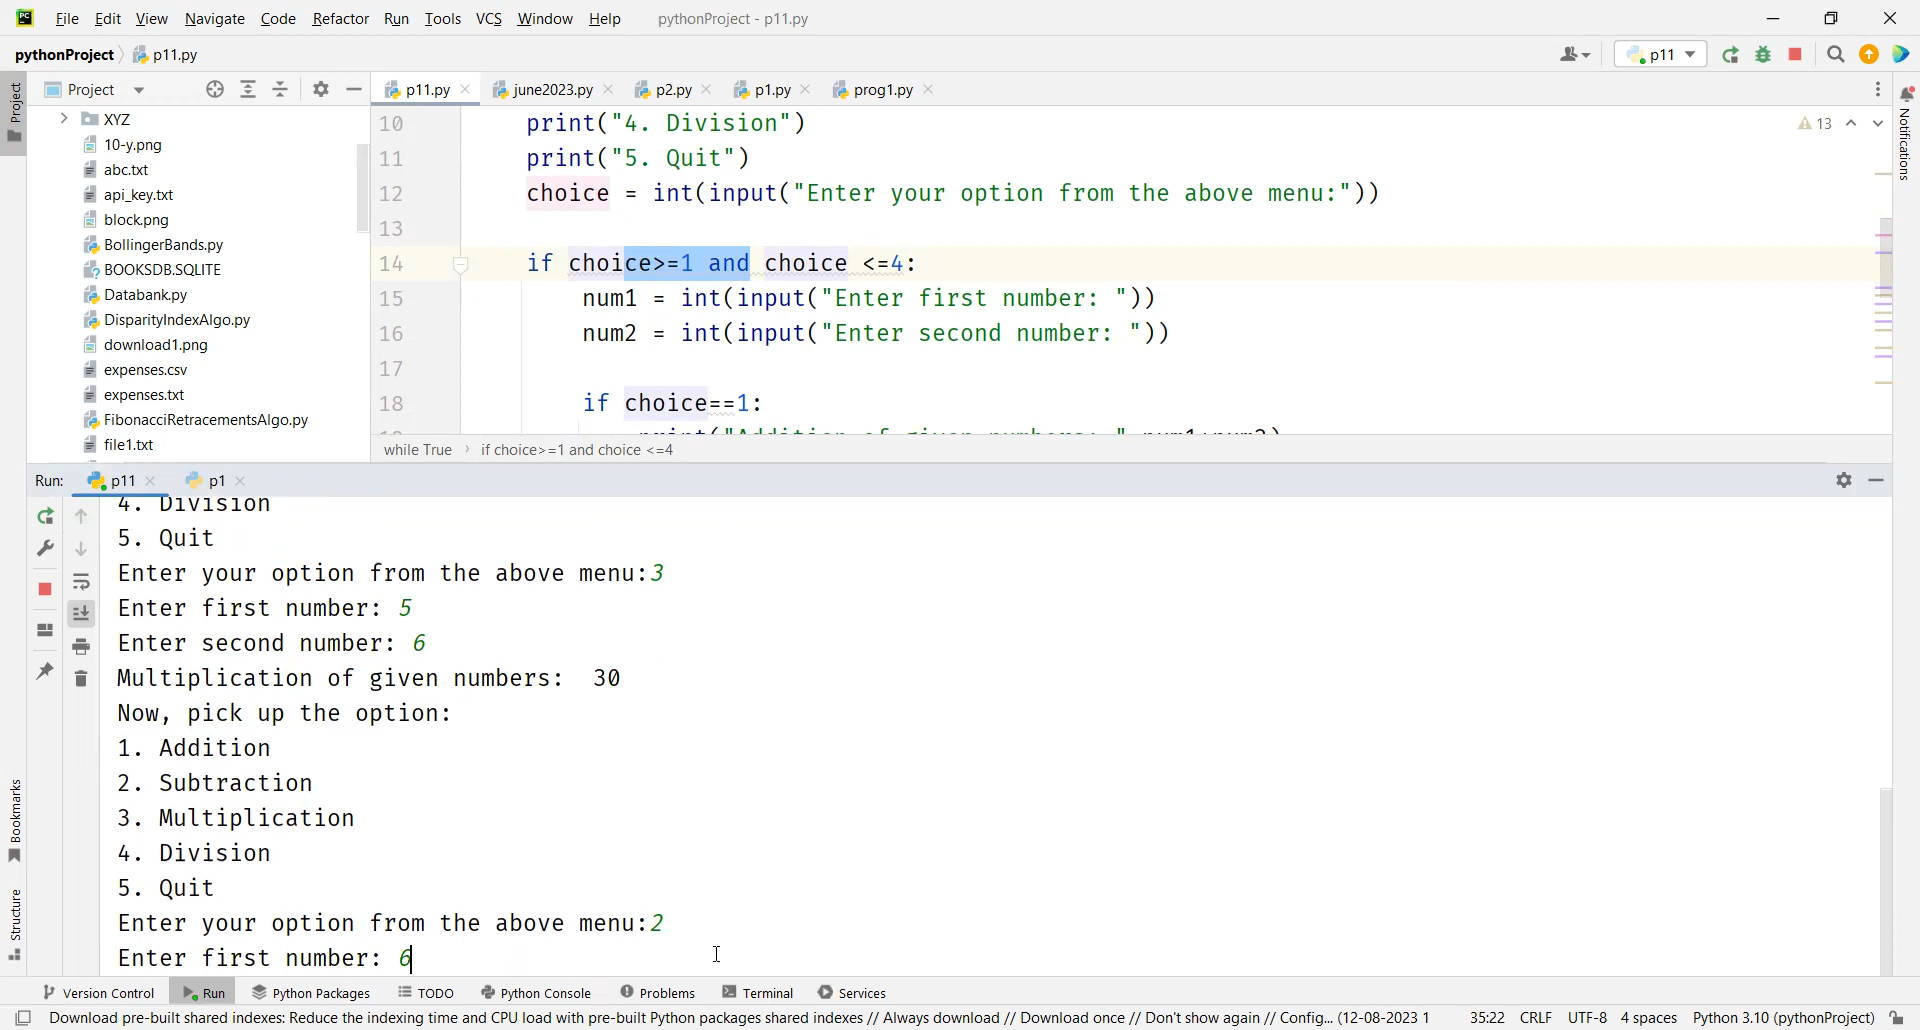 PC File Edit View Navigate Code Refactor Run Tools VCS Window Help pythonProject - p11.py
pythonProject p11.py p11
Project
Project
p11.py june2023.py p2.py p1.py prog1.py
Notifications
XYZ
10-y.png
abc.txt
api_key.txt
block.png
BollingerBands.py
BOOKSDB.SQLITE
Databank.py
DisparityIndexAlgo.py
download1.png
expenses.csv
expenses.txt
FibonacciRetracementsAlgo.py
file1.txt
13
10 print("4. Division")
11 print("5. Quit")
12 choice = int(input("Enter your option from the above menu:"))
13
14 if choice>=1 and choice <=4:
15 num1 = int(input("Enter first number: "))
16 num2 = int(input("Enter second number: "))
17
18 if choice==1:
print("Addition of given numbers: ", num1+num2)
while True if choice>=1 and choice <=4
Run: p11 p1
4. Division
5. Quit
Enter your option from the above menu:3
Enter first number: 5
Enter second number: 6
Multiplication of given numbers:  30
Now, pick up the option:
1. Addition
2. Subtraction
3. Multiplication
4. Division
5. Quit
Enter your option from the above menu:2
Enter first number: 6
Bookmarks
Structure
Version Control Run Python Packages TODO Python Console Problems Terminal Services
Download pre-built shared indexes: Reduce the indexing time and CPU load with pre-built Python packages shared indexes // Always download // Download once // Don't show again // Config... (12-08-2023 1 35:22 CRLF UTF-8 4 spaces Python 3.10 (pythonProject)